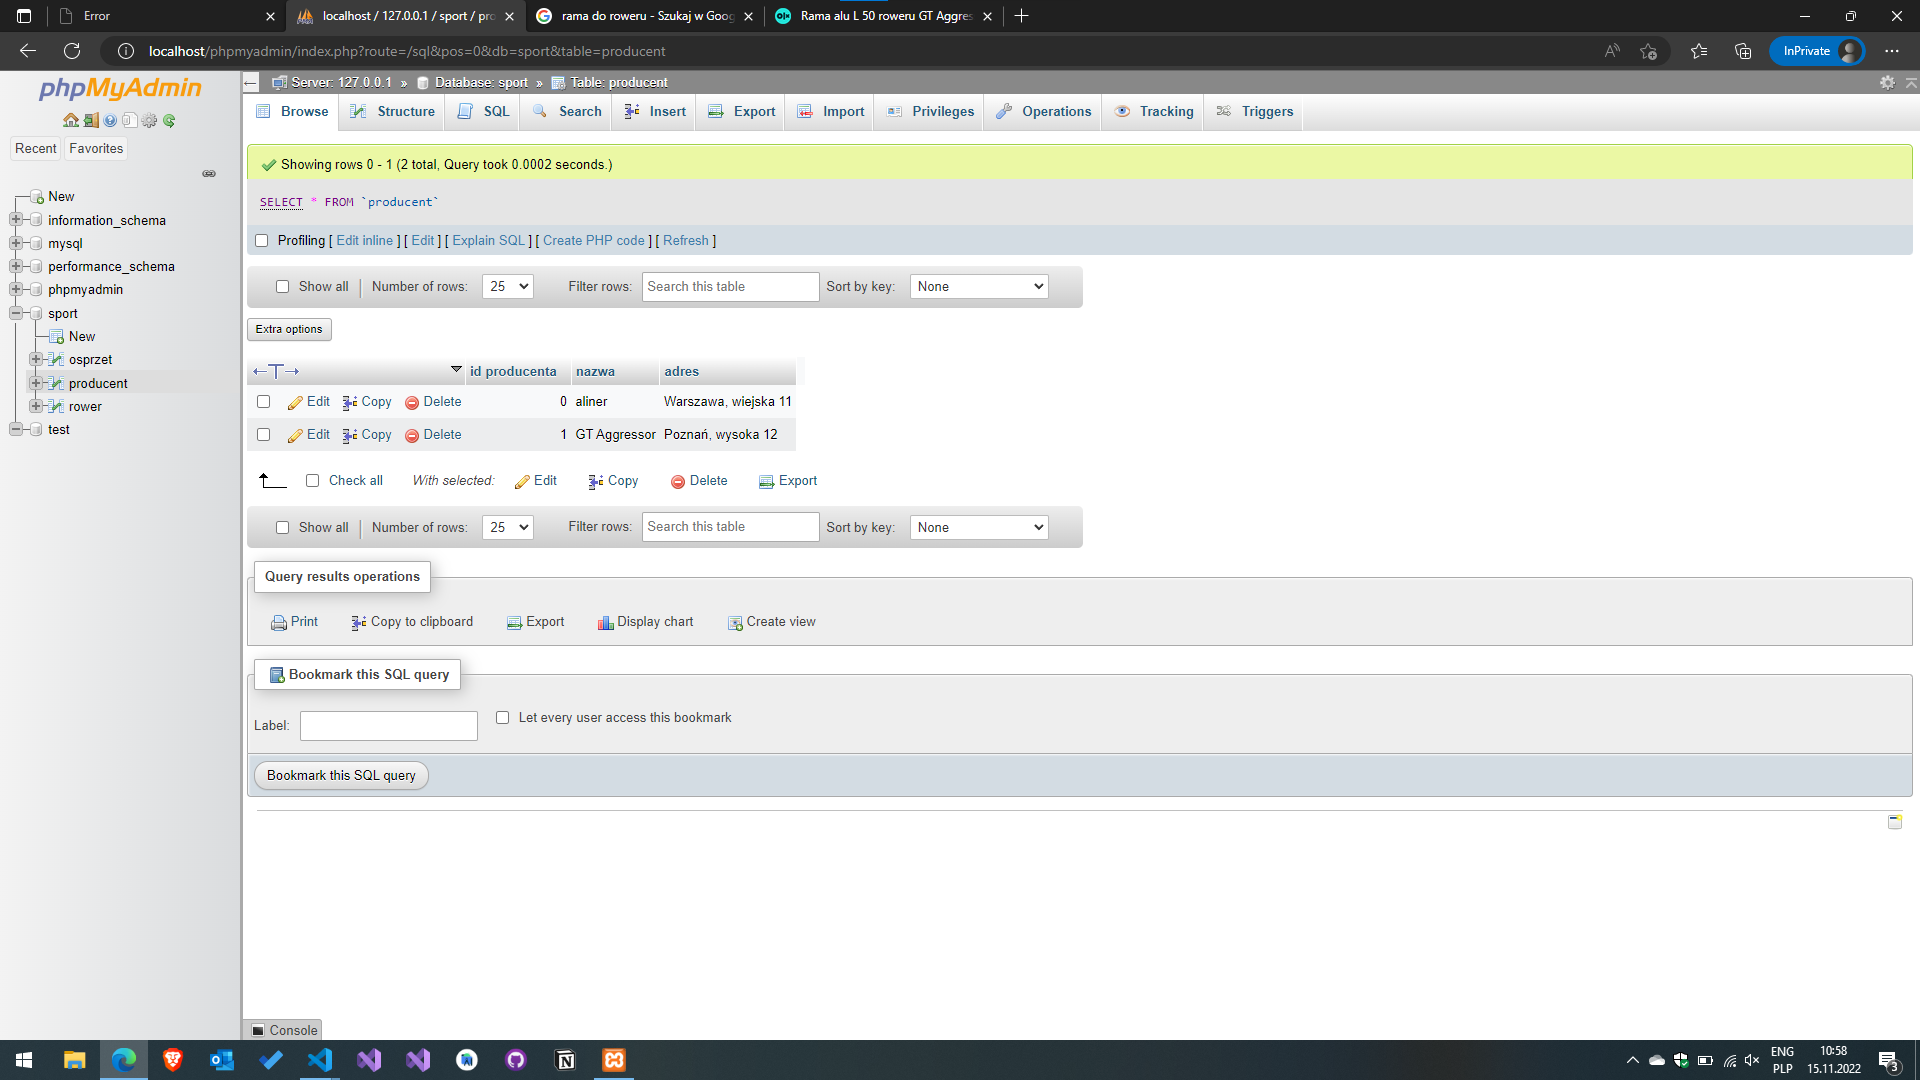 Error
localhost / 127.0.0.1 / sport / pro
rama do roweru - Szukaj w Goog
Rama alu L 50 roweru GT Aggres
localhost/phpmyadmin/index.php?route=/sql&pos=0&db=sport&table=producent
InPrivate
phpMyAdmin
Recent Favorites
New
information_schema
mysql
performance_schema
phpmyadmin
sport
New
osprzet
producent
rower
test
Server: 127.0.0.1 » Database: sport » Table: producent
Browse Structure SQL Search Insert Export Import Privileges Operations Tracking Triggers
Showing rows 0 - 1 (2 total, Query took 0.0002 seconds.)
SELECT * FROM `producent`
Profiling [ Edit inline ] [ Edit ] [ Explain SQL ] [ Create PHP code ] [ Refresh ]
Show all Number of rows: 25 Filter rows: Search this table Sort by key: None
Extra options
id producenta nazwa adres
Edit Copy Delete 0 aliner Warszawa, wiejska 11
Edit Copy Delete 1 GT Aggressor Poznań, wysoka 12
Check all With selected: Edit Copy Delete Export
Show all Number of rows: 25 Filter rows: Search this table Sort by key: None
Query results operations
Print Copy to clipboard Export Display chart Create view
Bookmark this SQL query
Label: Let every user access this bookmark
Bookmark this SQL query
Console
ENG 10:58
PLP 15.11.2022
3